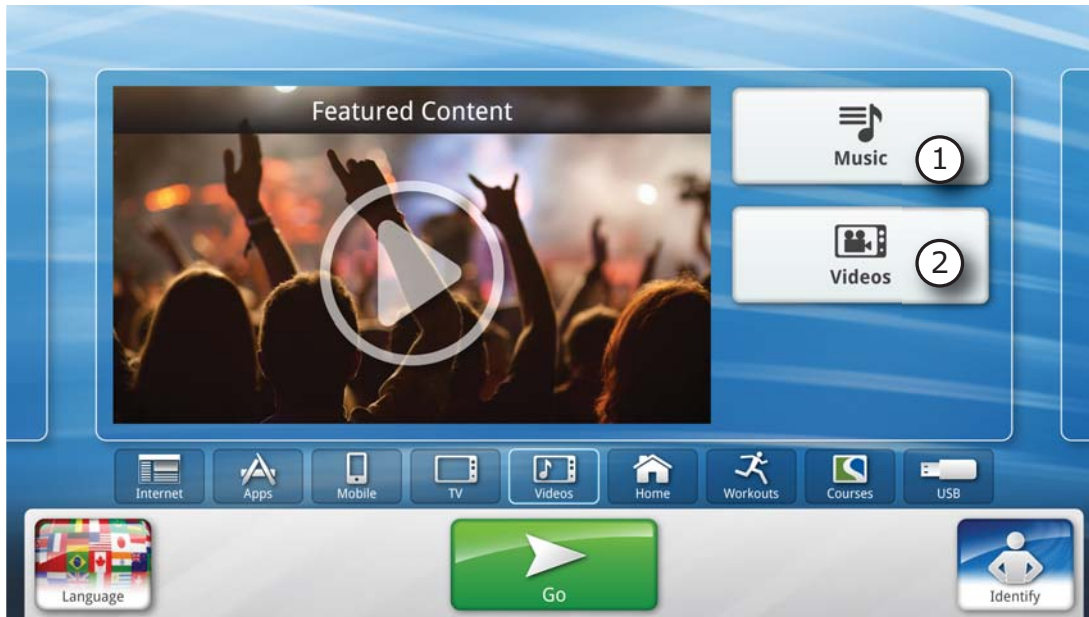 Featured Content
Music
1
Videos
2
Internet
Apps
Mobile
TV
Videos
Home
Workouts
Courses
USB
Language
Go
Identify